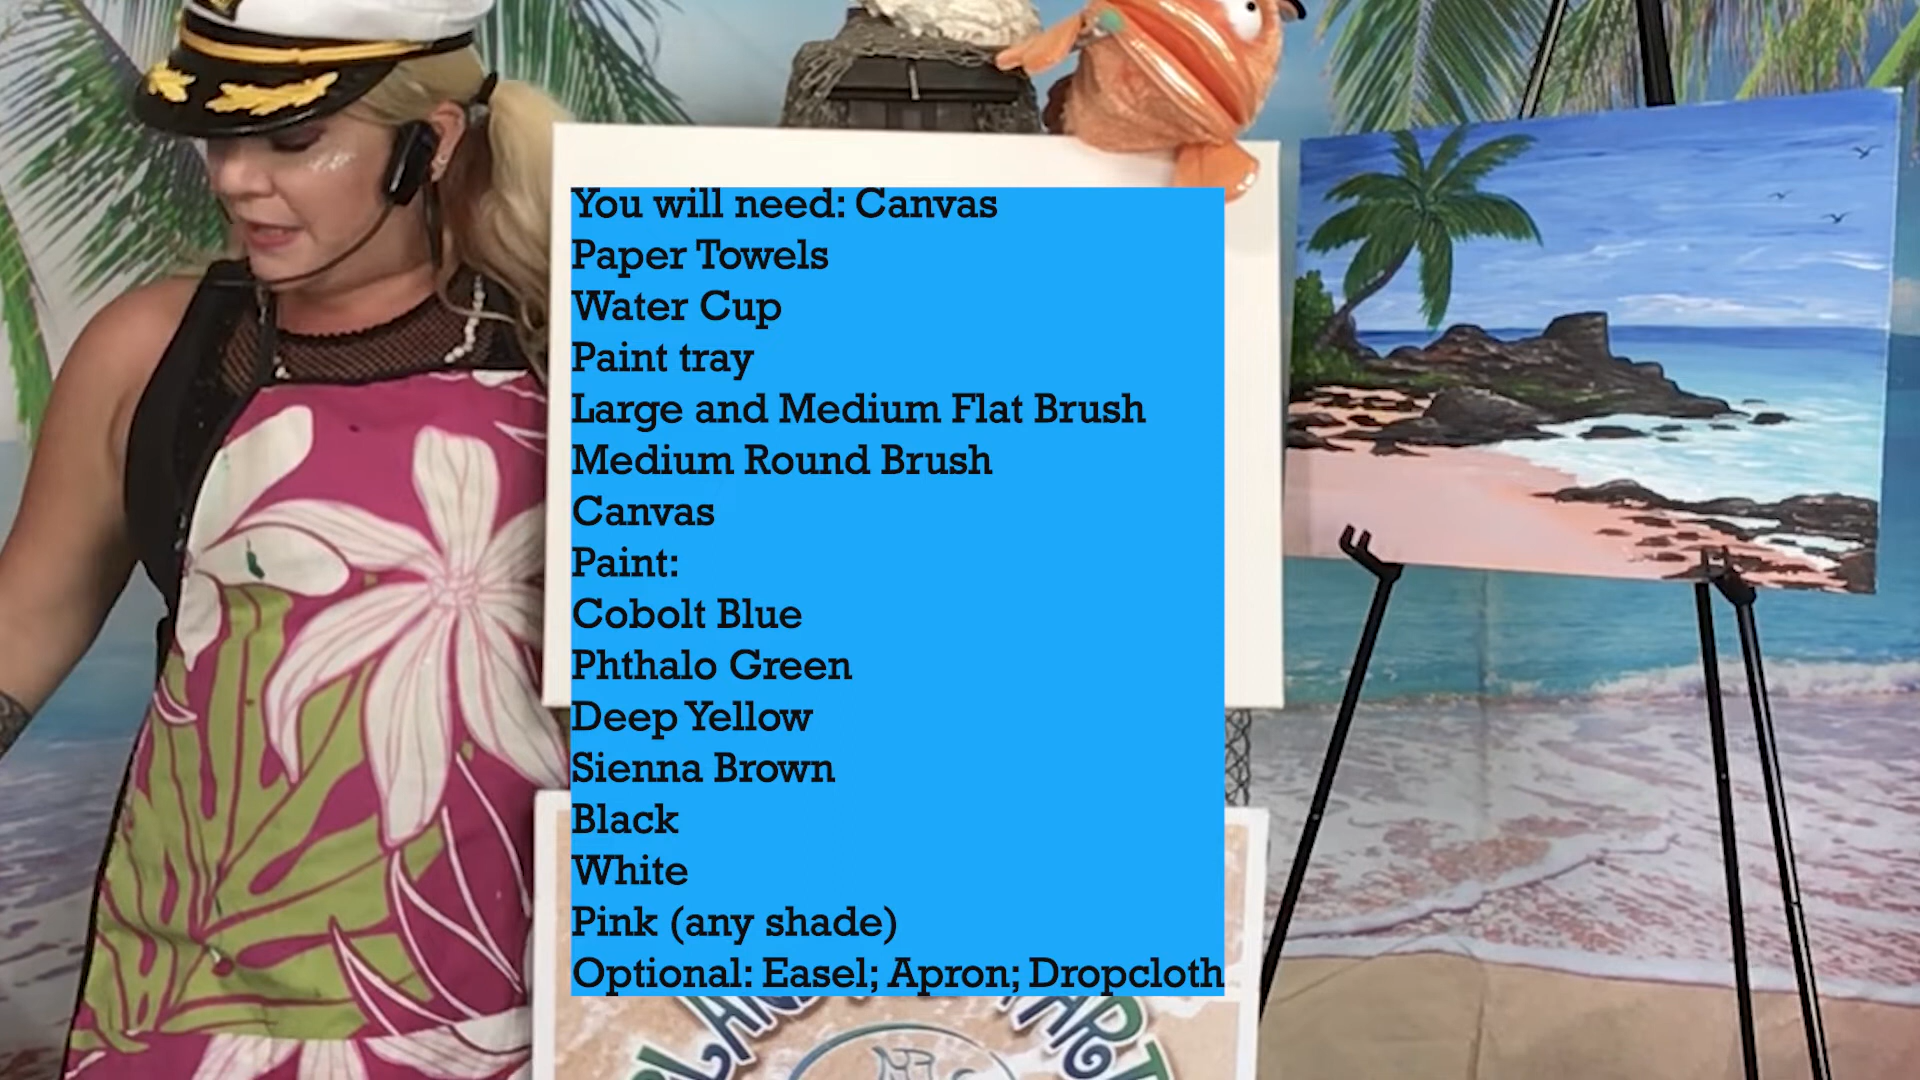 You will need: Canvas
Paper Towels
Water Cup
Paint tray
Large and Medium Flat Brush
Medium Round Brush
Canvas
Paint:
Cobolt Blue
Phthalo Green
Deep Yellow
Sienna Brown
Black
White
Pink (any shade)
Optional: Easel; Apron; Dropcloth